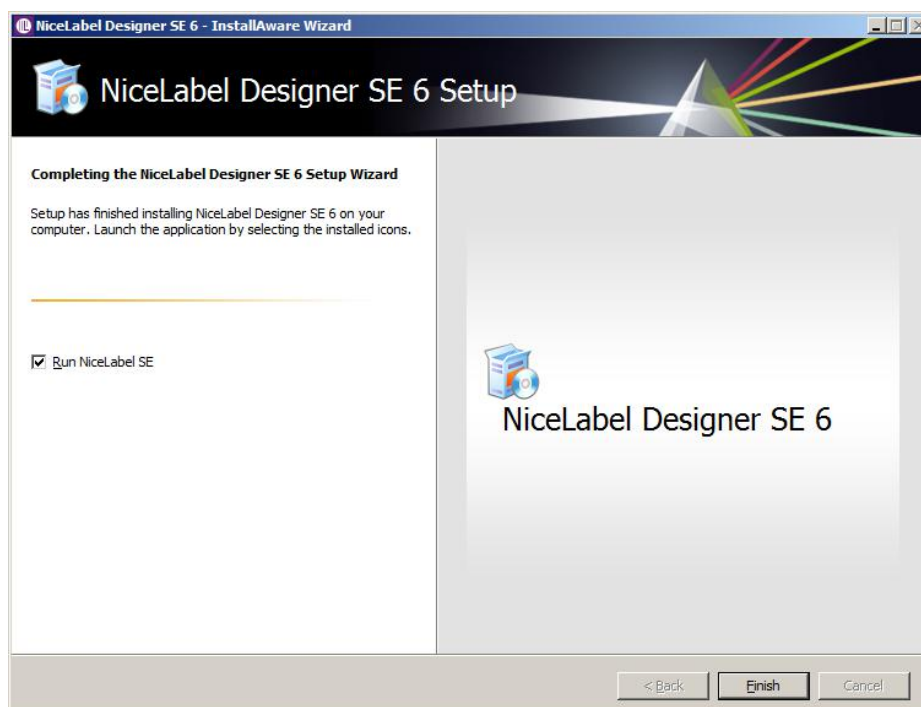 NiceLabel Designer SE 6 - InstallAware Wizard
NiceLabel Designer SE 6 Setup
Completing the NiceLabel Designer SE 6 Setup Wizard
Setup has finished installing NiceLabel Designer SE 6 on your
computer. Launch the application by selecting the installed icons.
Run NiceLabel SE
NiceLabel Designer SE 6
< Back
Finish
Cancel